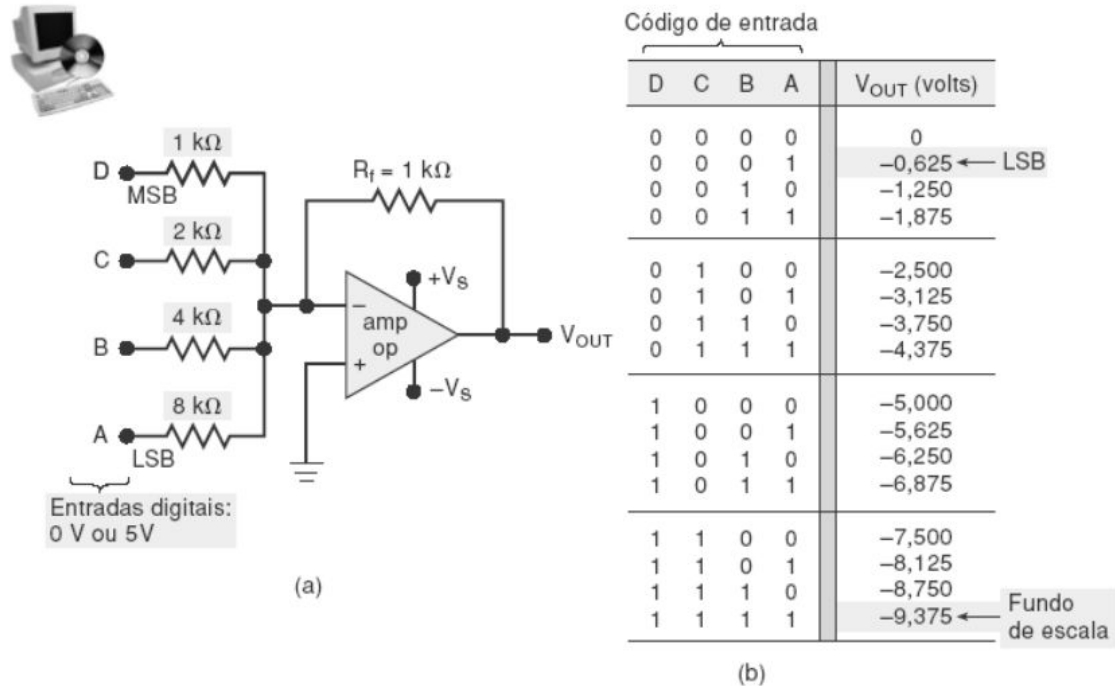 1 kΩ
D
MSB
2 kΩ
C
4 kΩ
B
8 kΩ
A
LSB
Entradas digitais:
0 V ou 5V
R_f = 1 kΩ
+V_S
−
amp
op
+
−V_S
V_OUT
(a)
Código de entrada
D C B A V_OUT (volts)
0 0 0 0 0
0 0 0 1 −0,625 ← LSB
0 0 1 0 −1,250
0 0 1 1 −1,875
0 1 0 0 −2,500
0 1 0 1 −3,125
0 1 1 0 −3,750
0 1 1 1 −4,375
1 0 0 0 −5,000
1 0 0 1 −5,625
1 0 1 0 −6,250
1 0 1 1 −6,875
1 1 0 0 −7,500
1 1 0 1 −8,125
1 1 1 0 −8,750
1 1 1 1 −9,375 ← Fundo
de escala
(b)